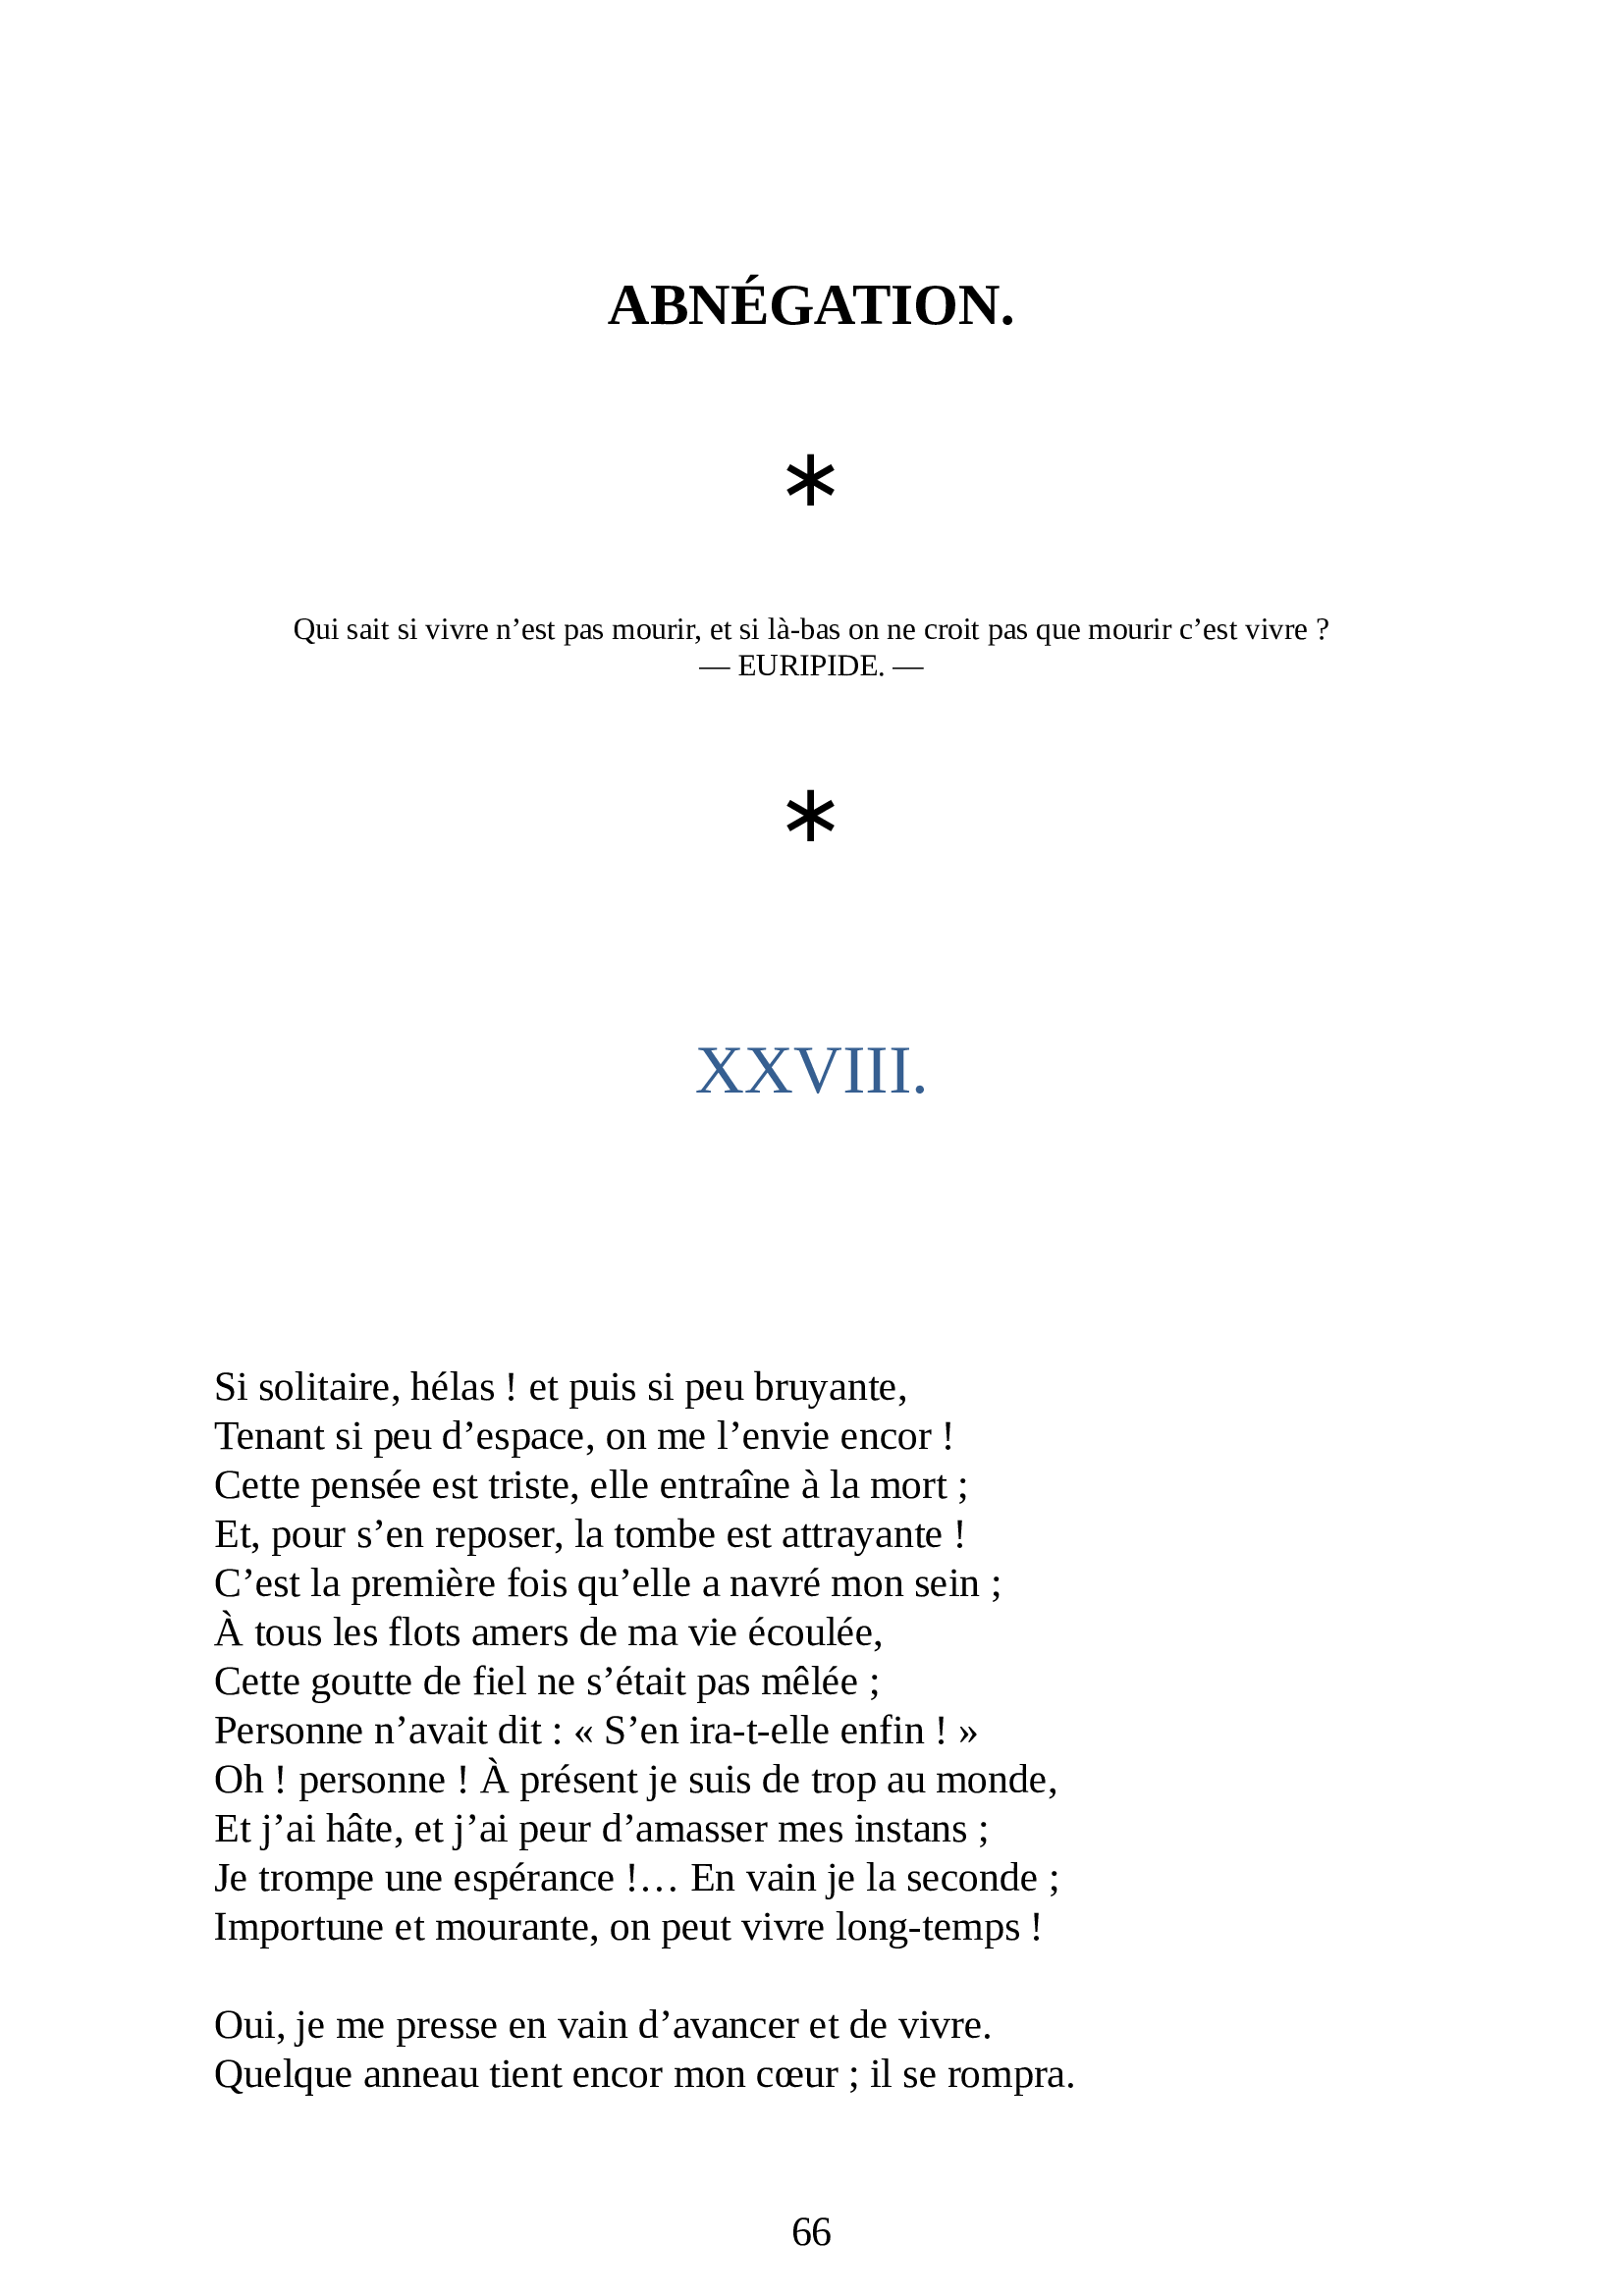 ABNÉGATION.
*
Qui sait si vivre n’est pas mourir, et si là-bas on ne croit pas que mourir c’est vivre ?
— EURIPIDE. —
*
XXVIII.
Si solitaire, hélas ! et puis si peu bruyante,
Tenant si peu d’espace, on me l’envie encor !
Cette pensée est triste, elle entraîne à la mort ;
Et, pour s’en reposer, la tombe est attrayante !
C’est la première fois qu’elle a navré mon sein ;
À tous les flots amers de ma vie écoulée,
Cette goutte de fiel ne s’était pas mêlée ;
Personne n’avait dit : « S’en ira-t-elle enfin ! »
Oh ! personne ! À présent je suis de trop au monde,
Et j’ai hâte, et j’ai peur d’amasser mes instans ;
Je trompe une espérance !… En vain je la seconde ;
Importune et mourante, on peut vivre long-temps !
Oui, je me presse en vain d’avancer et de vivre.
Quelque anneau tient encor mon cœur ; il se rompra.
66